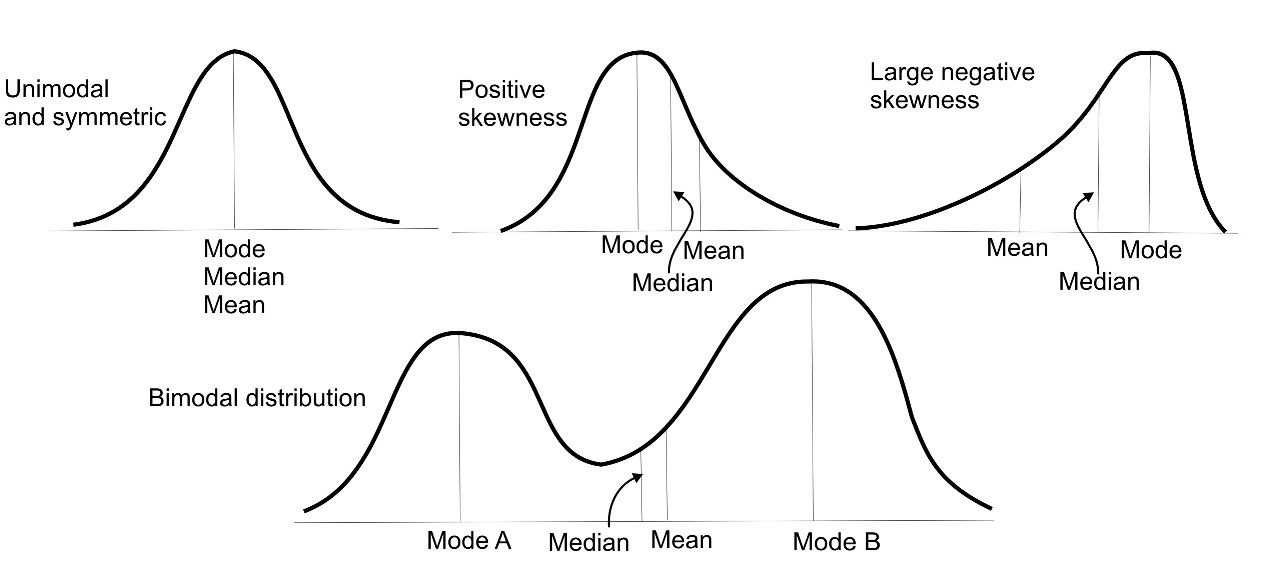 Unimodal
and symmetric
Mode
Median
Mean
Positive
skewness
Mode
Mean
Median
Large negative
skewness
Mean
Mode
Median
Bimodal distribution
Mode A
Median
Mean
Mode B